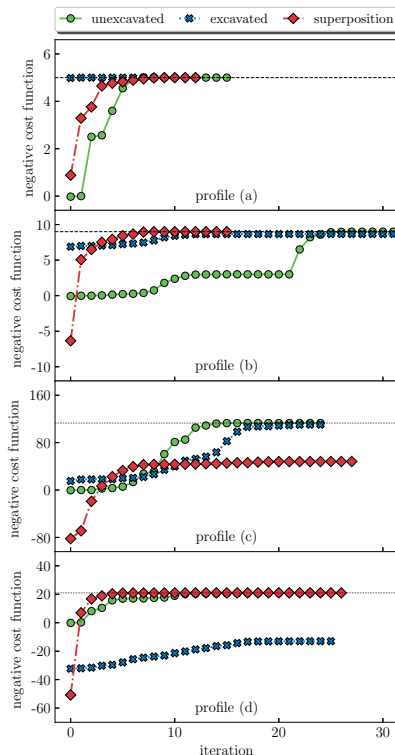 unexcavated excavated superposition
6
4
2
0
negative cost function
profile (a)
10
5
0
-5
-10
negative cost function
profile (b)
160
80
0
-80
negative cost function
profile (c)
40
20
0
-20
-40
-60
negative cost function
profile (d)
0 10 20 30
iteration